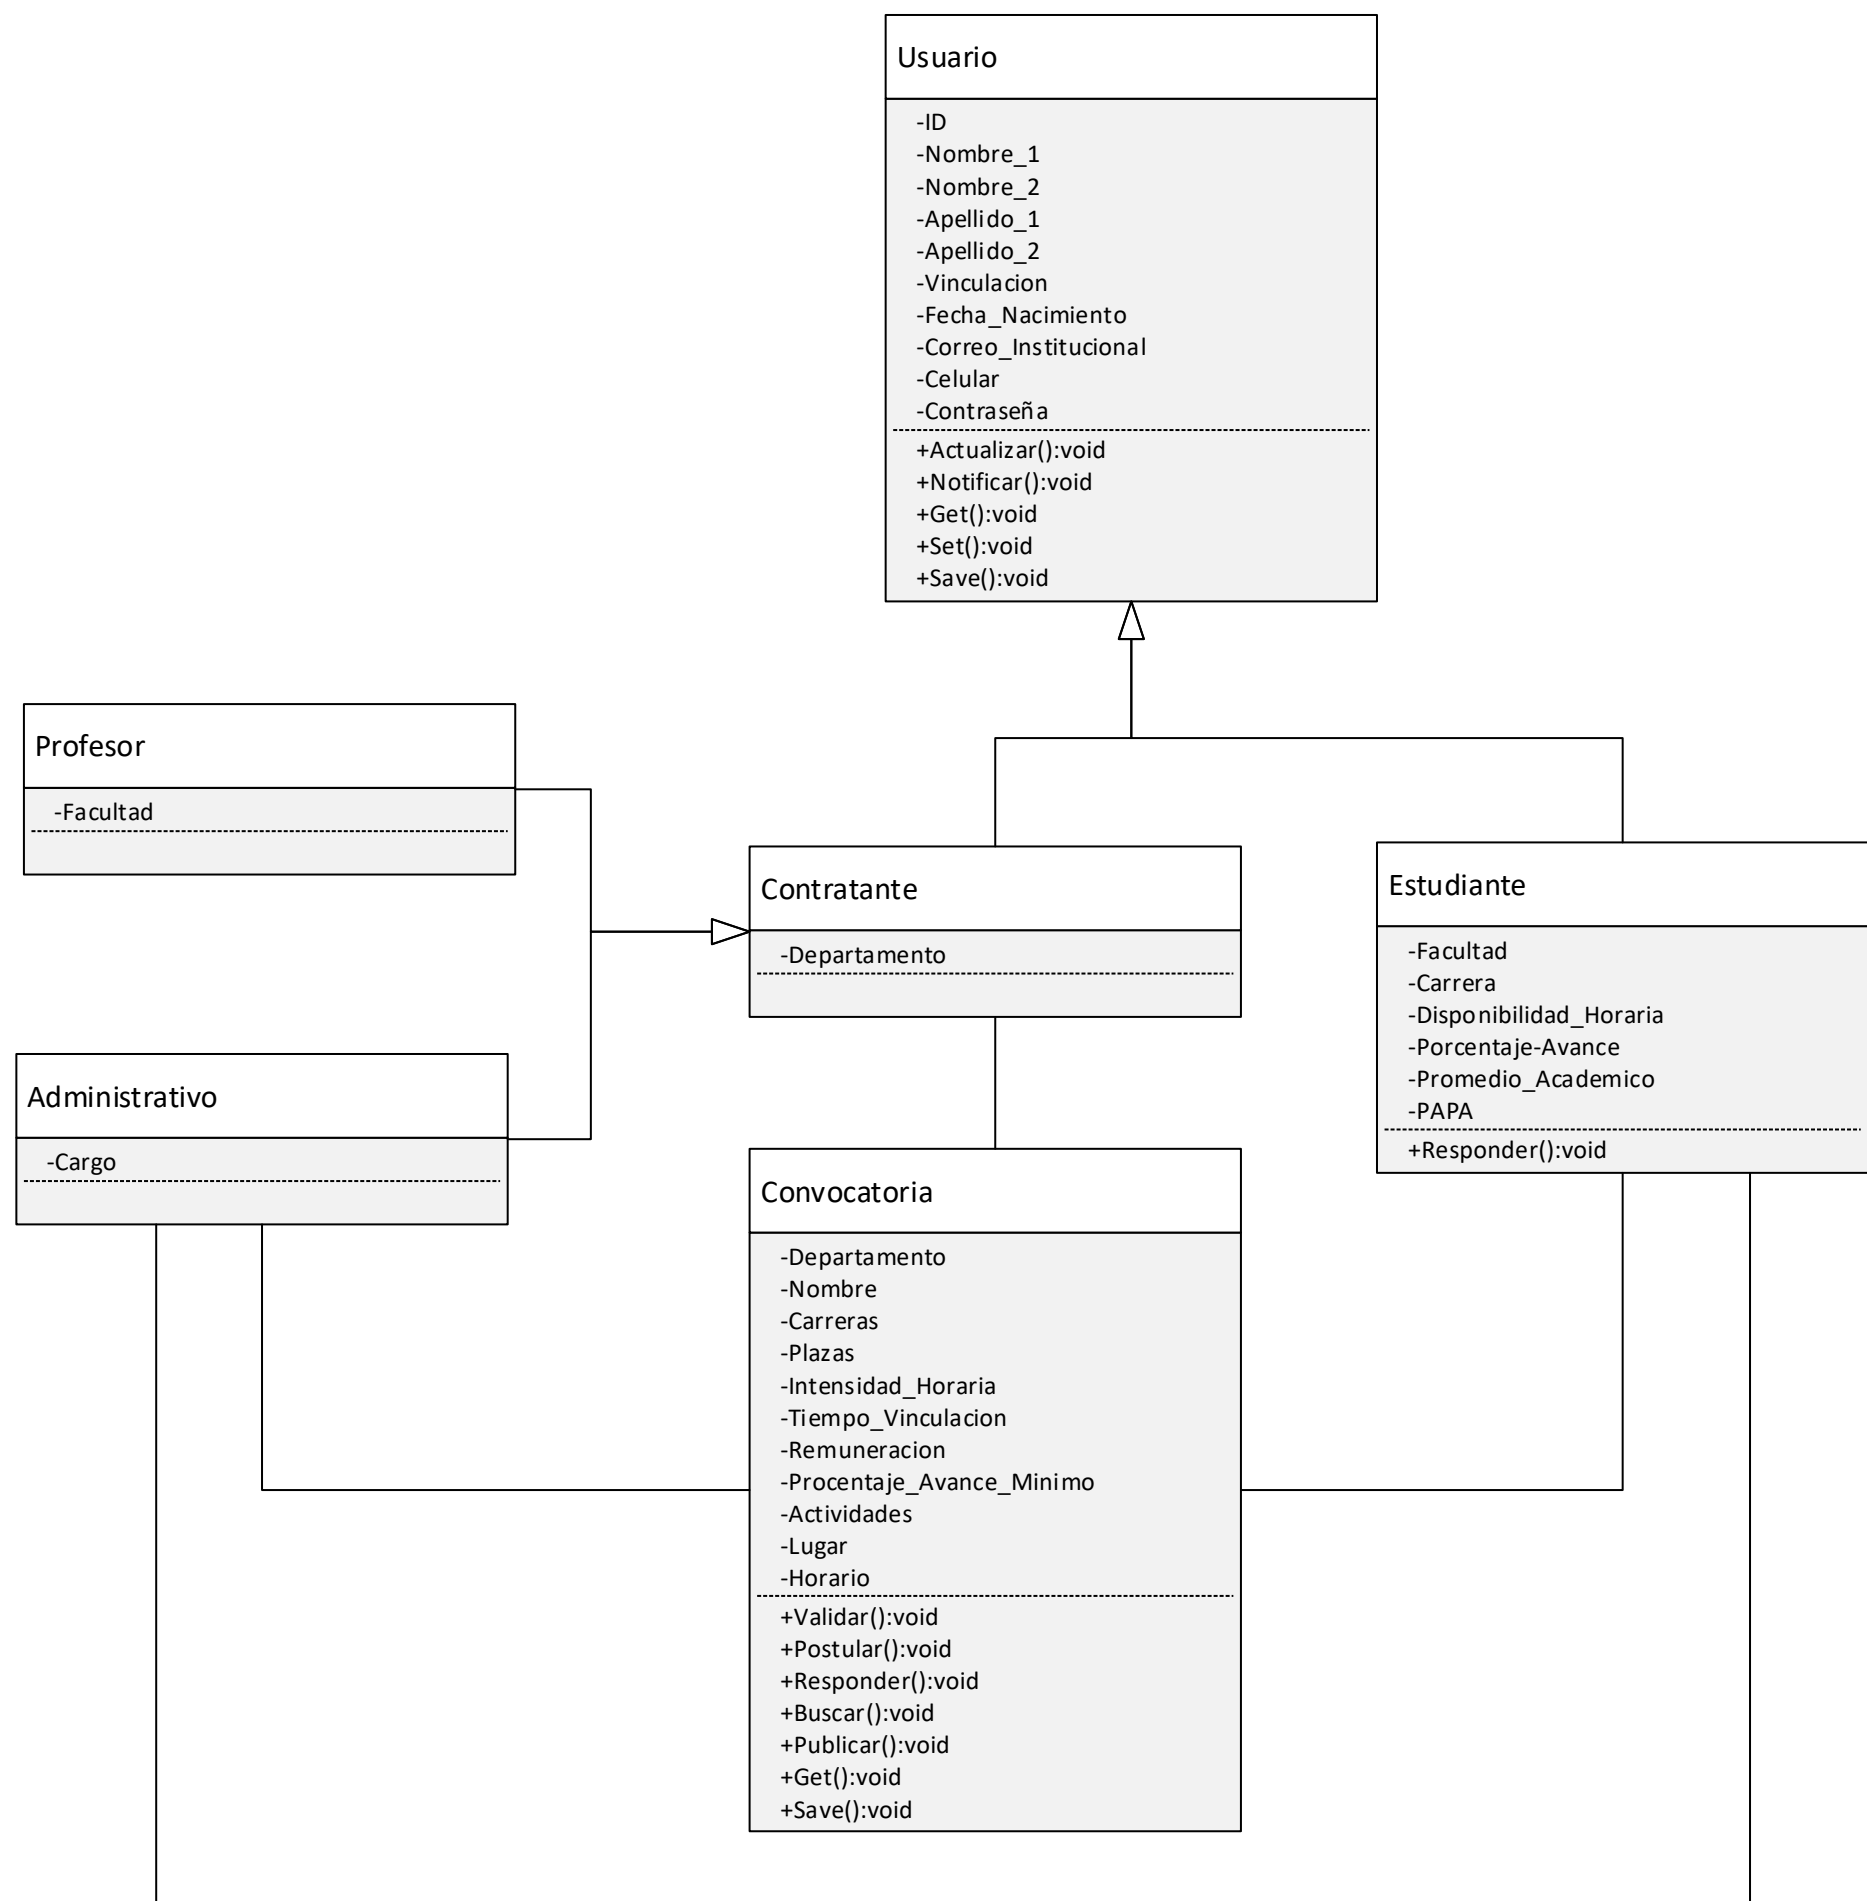 Usuario
-ID
-Nombre_1
-Nombre_2
-Apellido_1
-Apellido_2
-Vinculacion
-Fecha_Nacimiento
-Correo_Institucional
-Celular
-Contraseña
+Actualizar():void
+Notificar():void
+Get():void
+Set():void
+Save():void
Profesor
-Facultad
Contratante
-Departamento
Estudiante
-Facultad
-Carrera
-Disponibilidad_Horaria
-Porcentaje-Avance
-Promedio_Academico
-PAPA
+Responder():void
Administrativo
-Cargo
Convocatoria
-Departamento
-Nombre
-Carreras
-Plazas
-Intensidad_Horaria
-Tiempo_Vinculacion
-Remuneracion
-Procentaje_Avance_Minimo
-Actividades
-Lugar
-Horario
+Validar():void
+Postular():void
+Responder():void
+Buscar():void
+Publicar():void
+Get():void
+Save():void